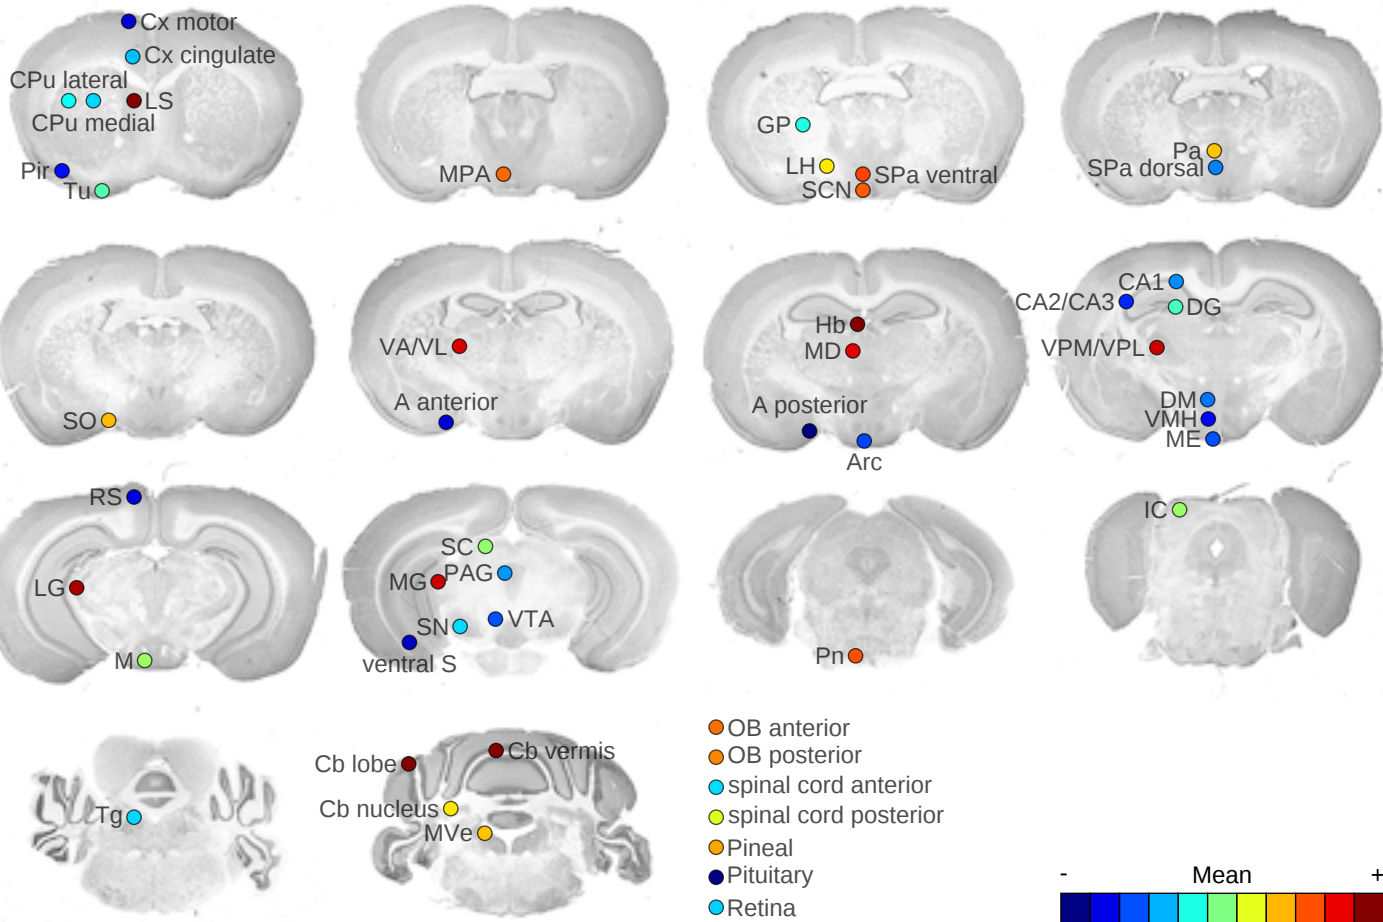 Cx motor
Cx cingulate
CPu lateral
LS
CPu medial
Pir
Tu
MPA
GP
LH
SPa ventral
SCN
Pa
SPa dorsal
SO
VA/VL
A anterior
Hb
MD
A posterior
Arc
CA1
CA2/CA3
DG
VPM/VPL
DM
VMH
ME
RS
LG
M
SC
MG
PAG
SN
VTA
ventral S
Pn
IC
Tg
Cb lobe
Cb vermis
Cb nucleus
MVe
OB anterior
OB posterior
spinal cord anterior
spinal cord posterior
Pineal
Pituitary
Retina
- Mean +